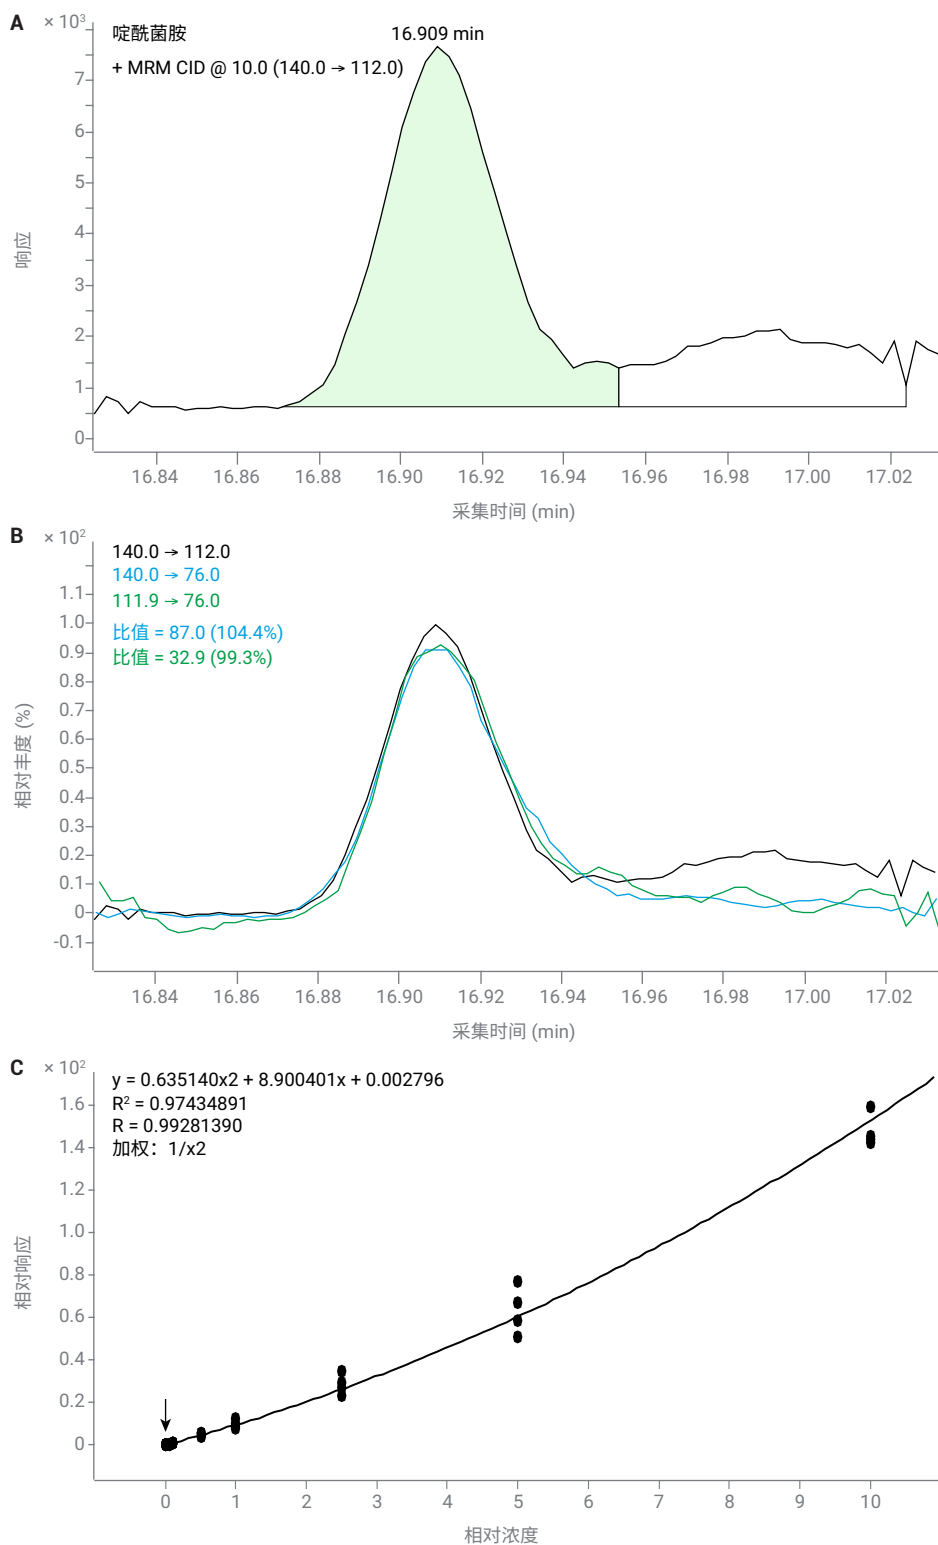 A
× 10³
啶酰菌胺
16.909 min
+ MRM CID @ 10.0 (140.0 → 112.0)
7
6
5
4
3
2
1
0
响应
16.84 16.86 16.88 16.90 16.92 16.94 16.96 16.98 17.00 17.02
采集时间 (min)
B
× 10²
140.0 → 112.0
140.0 → 76.0
111.9 → 76.0
比值 = 87.0 (104.4%)
比值 = 32.9 (99.3%)
1.1
1.0
0.9
0.8
0.7
0.6
0.5
0.4
0.3
0.2
0.1
0
-0.1
相对丰度 (%)
16.84 16.86 16.88 16.90 16.92 16.94 16.96 16.98 17.00 17.02
采集时间 (min)
C
× 10²
y = 0.635140x2 + 8.900401x + 0.002796
R² = 0.97434891
R = 0.99281390
加权：1/x2
1.6
1.4
1.2
1.0
0.8
0.6
0.4
0.2
0
相对响应
0 1 2 3 4 5 6 7 8 9 10
相对浓度